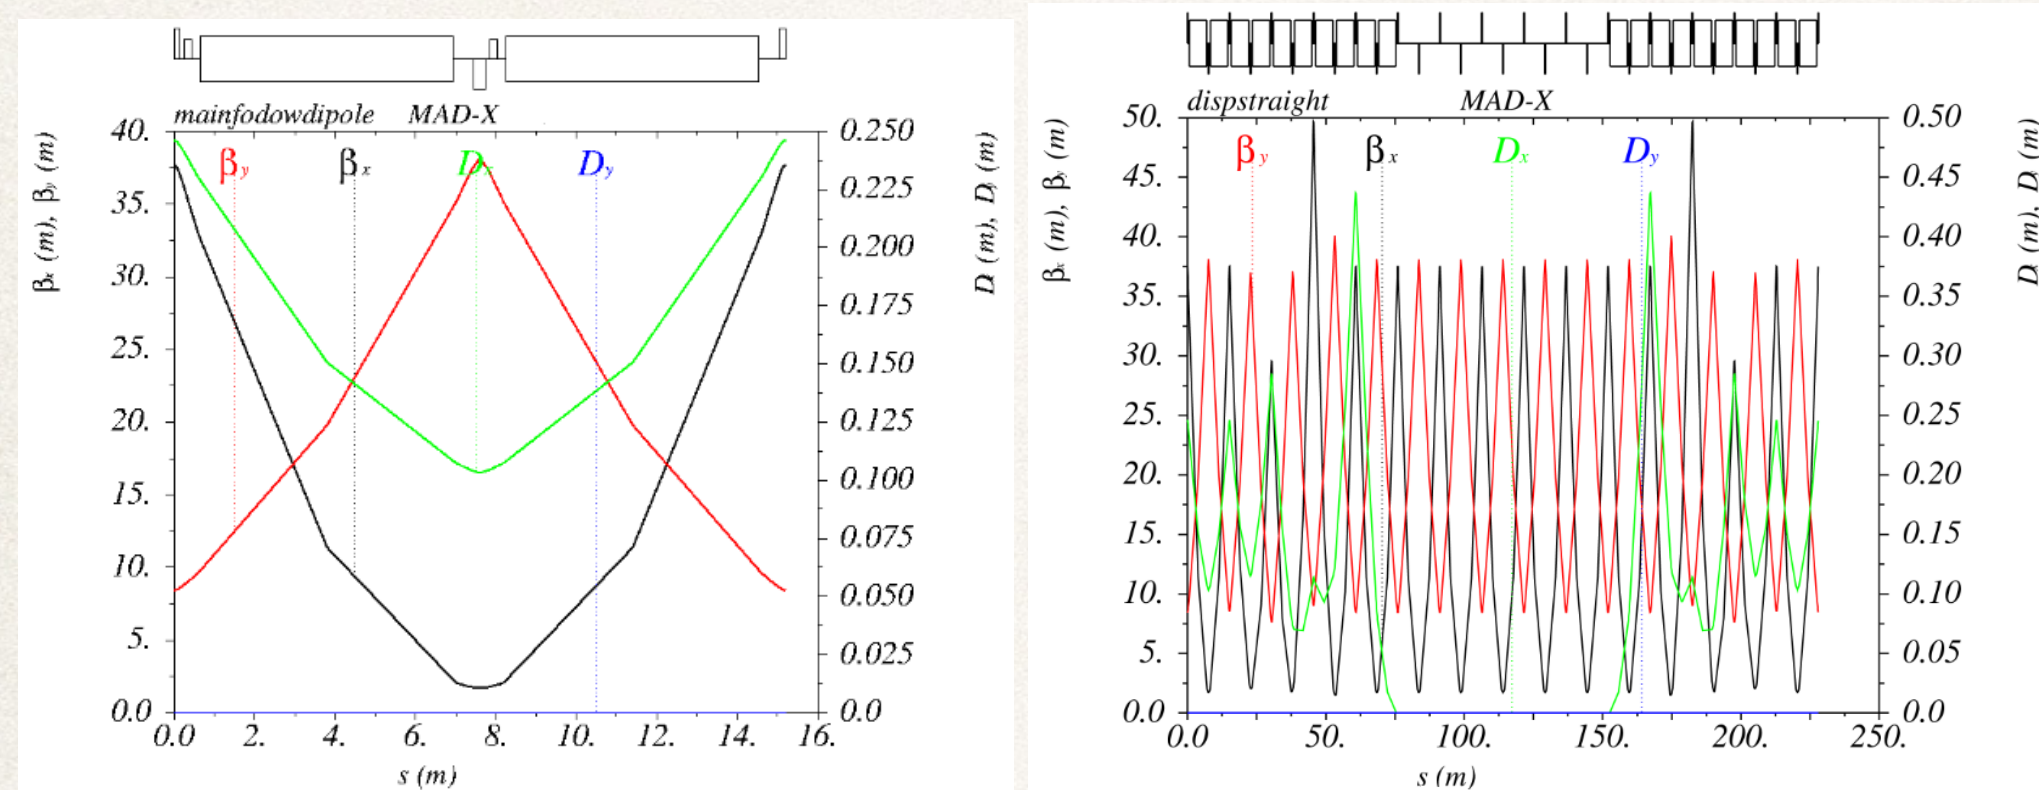 mainfodowdipole MAD-X
40.
35.
30.
25.
20.
15.
10.
5.
0.0
βx (m), βy (m)
βy
βx
Dx
Dy
0.250
0.225
0.200
0.175
0.150
0.125
0.100
0.075
0.050
0.025
0.0
Dx (m), Dy (m)
0.0 2. 4. 6. 8. 10. 12. 14. 16.
s (m)
dispstraight MAD-X
50.
45.
40.
35.
30.
25.
20.
15.
10.
5.
0.0
βx (m), βy (m)
βy
βx
Dx
Dy
0.50
0.45
0.40
0.35
0.30
0.25
0.20
0.15
0.10
0.05
0.0
Dx (m), Dy (m)
0.0 50. 100. 150. 200. 250.
s (m)